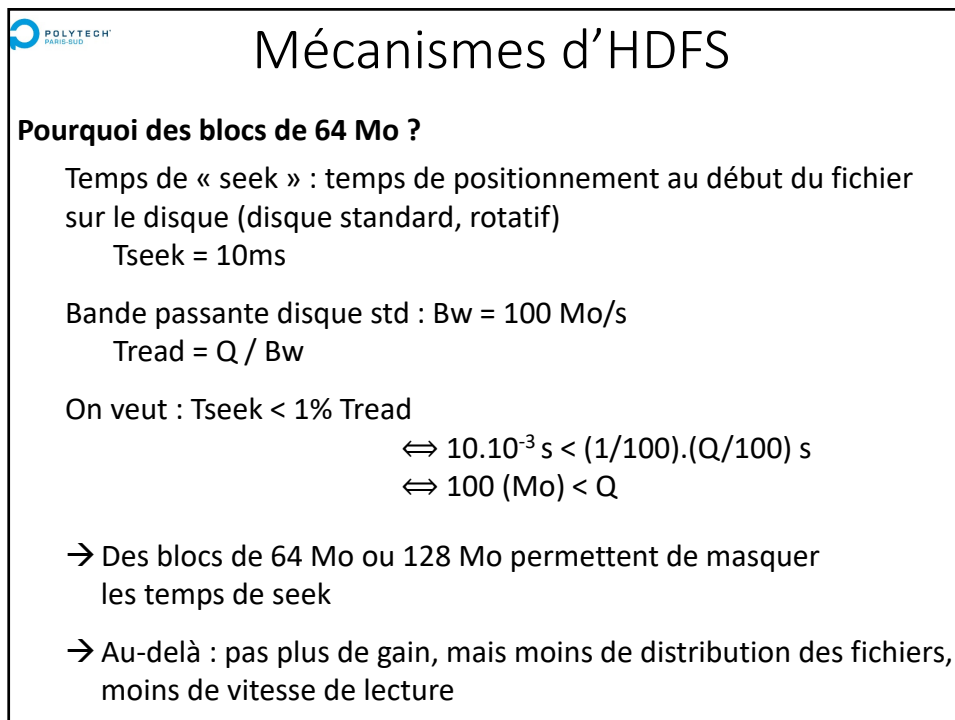 POLYTECH'
PARIS-SUD
Mécanismes d'HDFS
Pourquoi des blocs de 64 Mo ?
Temps de « seek » : temps de positionnement au début du fichier
sur le disque (disque standard, rotatif)
Tseek = 10ms
Bande passante disque std : Bw = 100 Mo/s
Tread = Q / Bw
On veut : Tseek < 1% Tread
⇔ 10.10⁻³ s < (1/100).(Q/100) s
⇔ 100 (Mo) < Q
→ Des blocs de 64 Mo ou 128 Mo permettent de masquer
les temps de seek
→ Au-delà : pas plus de gain, mais moins de distribution des fichiers,
moins de vitesse de lecture